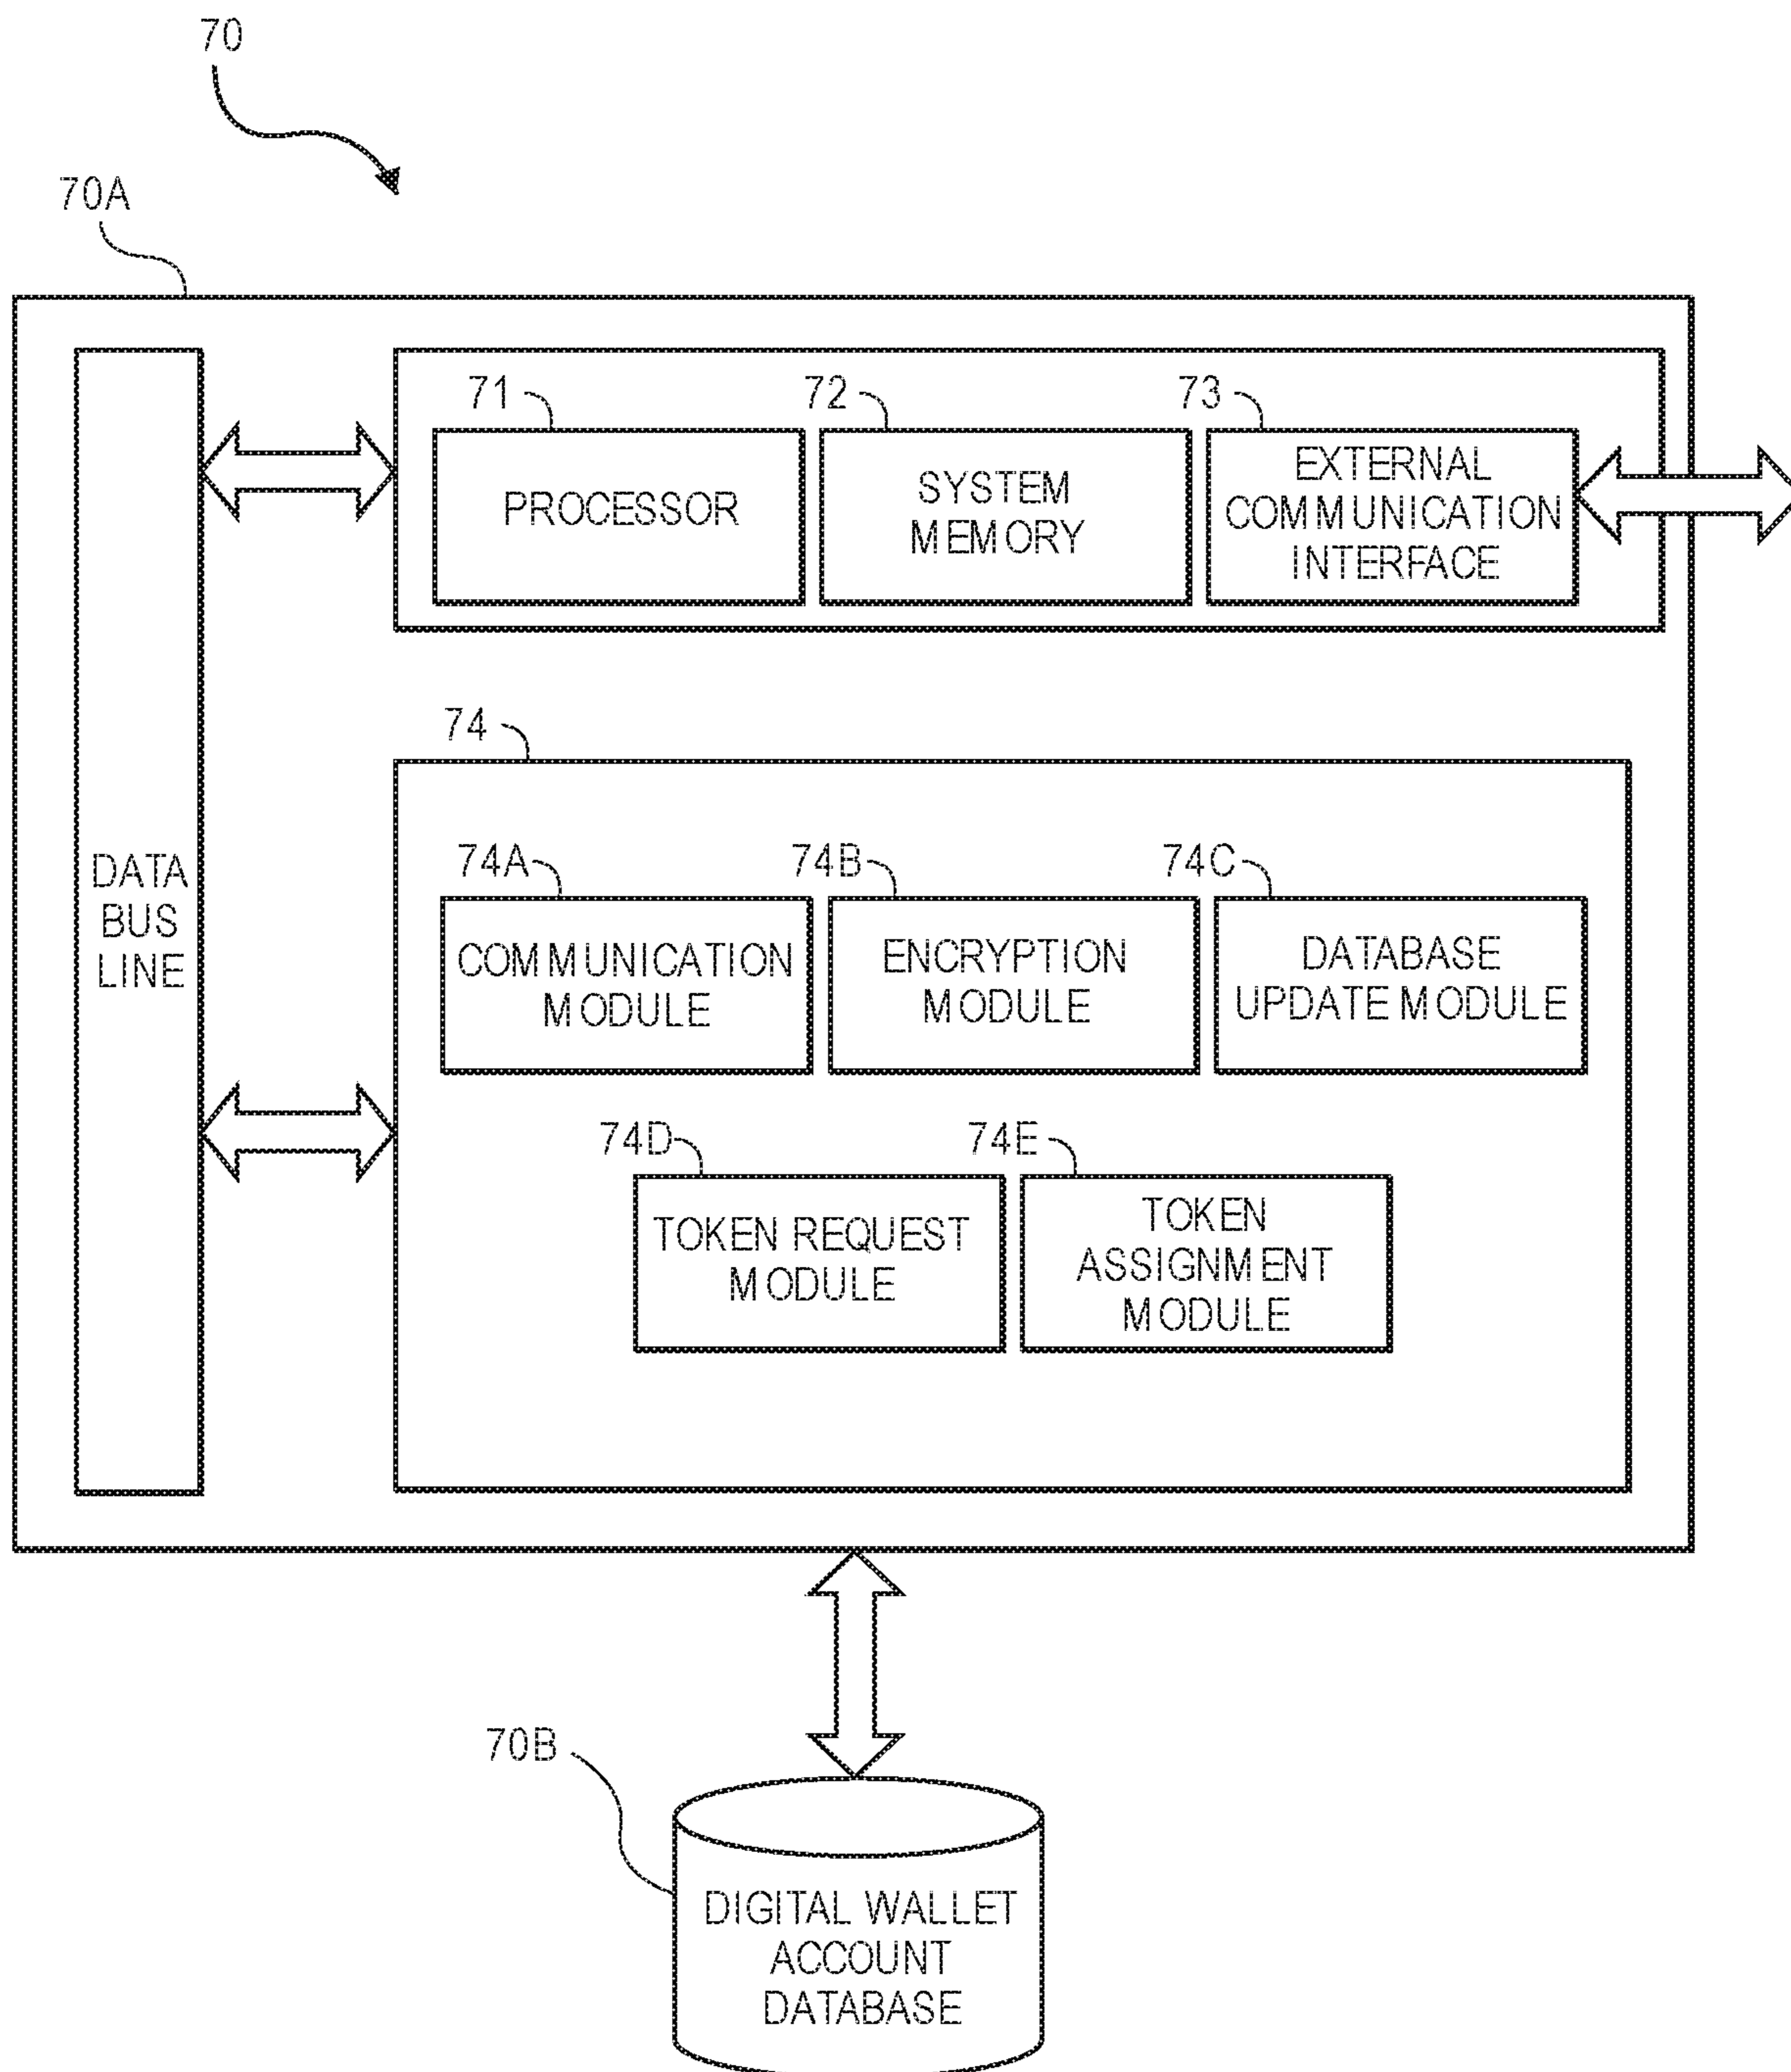 70
70A
71
72
73
PROCESSOR
SYSTEM
MEMORY
EXTERNAL
COMMUNICATION
INTERFACE
74
DATA
BUS
LINE
74A
74B
74C
COMMUNICATION
MODULE
ENCRYPTION
MODULE
DATABASE
UPDATE MODULE
74D
74E
TOKEN REQUEST
MODULE
TOKEN
ASSIGNMENT
MODULE
70B
DIGITAL WALLET
ACCOUNT
DATABASE